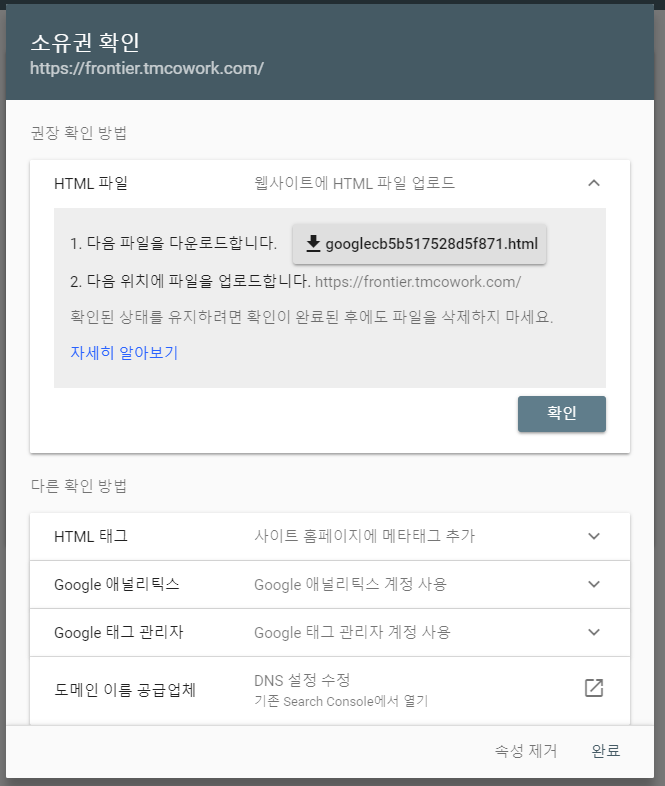 소유권 확인
https://frontier.tmcowork.com/
권장 확인 방법
HTML 파일 웹사이트에 HTML 파일 업로드
1. 다음 파일을 다운로드합니다. googlecb5b517528d5f871.html
2. 다음 위치에 파일을 업로드합니다. https://frontier.tmcowork.com/
확인된 상태를 유지하려면 확인이 완료된 후에도 파일을 삭제하지 마세요.
자세히 알아보기
확인
다른 확인 방법
HTML 태그 사이트 홈페이지에 메타태그 추가
Google 애널리틱스 Google 애널리틱스 계정 사용
Google 태그 관리자 Google 태그 관리자 계정 사용
도메인 이름 공급업체 DNS 설정 수정
기존 Search Console에서 열기
속성 제거 완료